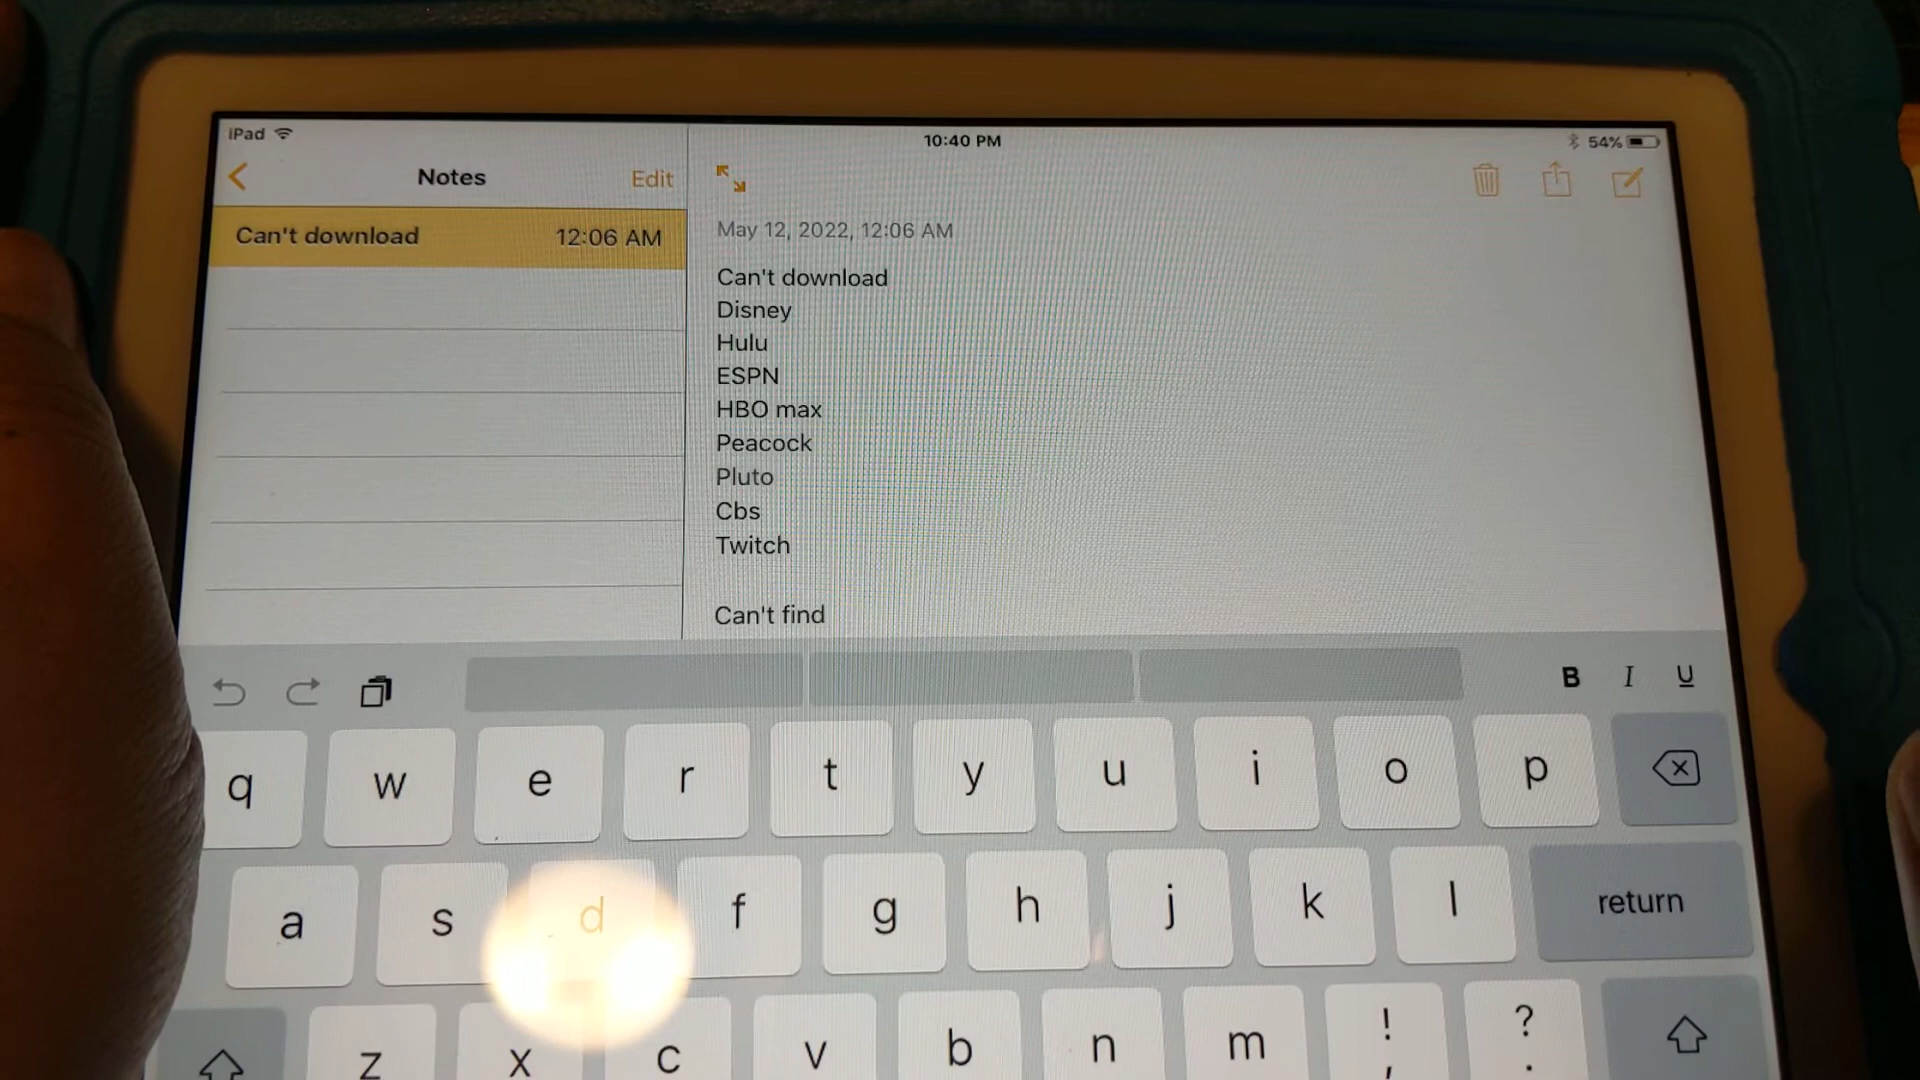 iPad
10:40 PM
54%
Notes
Edit
Can't download
12:06 AM
May 12, 2022, 12:06 AM
Can't download
Disney
Hulu
ESPN
HBO max
Peacock
Pluto
Cbs
Twitch
Can't find
B I U
q w e r t y u i o p
a s d f g h j k l return
z x c v b n m ! , ? .